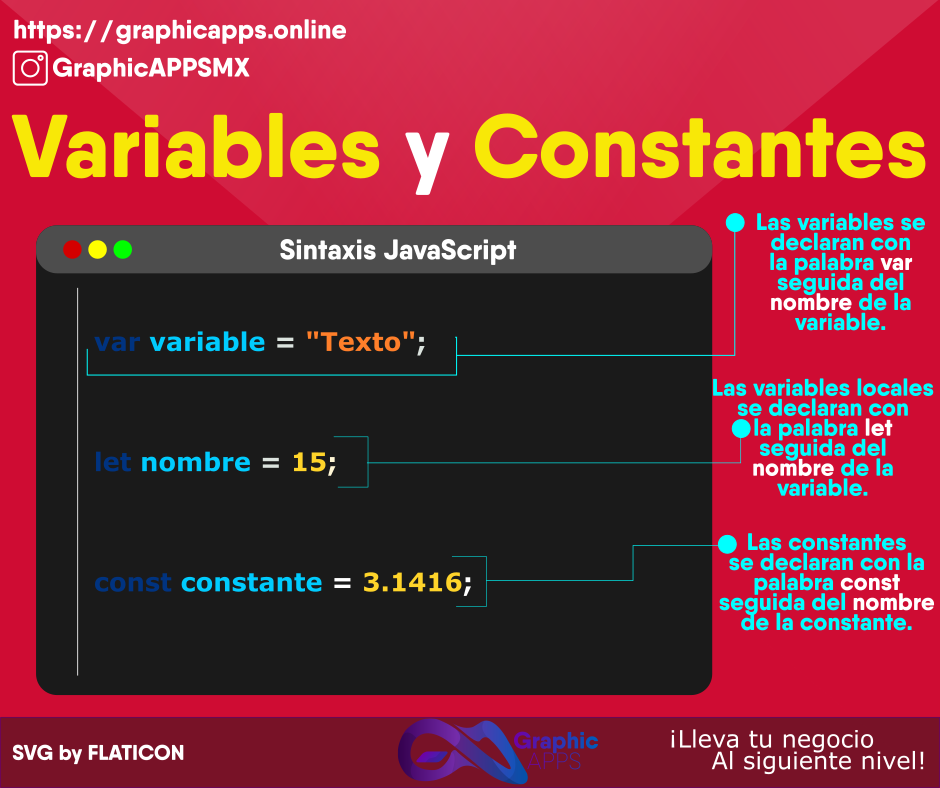 https://graphicapps.online
GraphicAPPSMX
Variables y Constantes
Sintaxis JavaScript
var variable = "Texto";
let nombre = 15;
const constante = 3.1416;
Las variables se
declaran con
la palabra var
seguida del
nombre de la
variable.
Las variables locales
se declaran con
la palabra let
seguida del
nombre de la
variable.
Las constantes
se declaran con la
palabra const
seguida del nombre
de la constante.
SVG by FLATICON
Graphic
APPS
¡Lleva tu negocio
Al siguiente nivel!